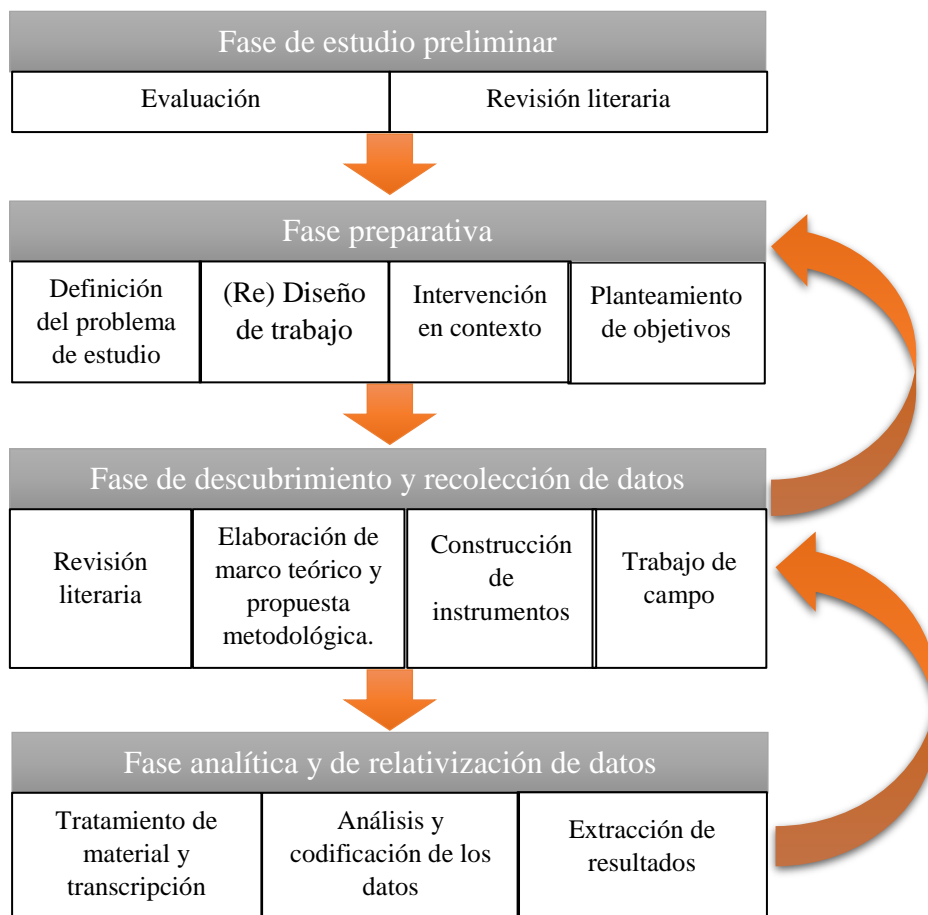 Fase de estudio preliminar
Evaluación
Revisión literaria
Fase preparativa
Definición
del problema
de estudio
(Re) Diseño
de trabajo
Intervención
en contexto
Planteamiento
de objetivos
Fase de descubrimiento y recolección de datos
Revisión
literaria
Elaboración de
marco teórico y
propuesta
metodológica.
Construcción
de
instrumentos
Trabajo de
campo
Fase analítica y de relativización de datos
Tratamiento de
material y
transcripción
Análisis y
codificación de los
datos
Extracción de
resultados